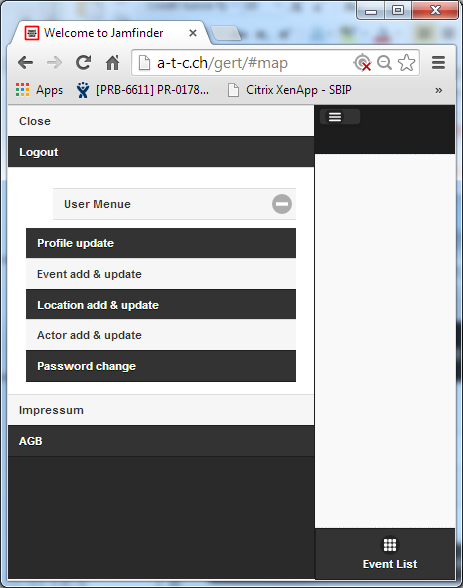 Welcome to Jamfinder
a-t-c.ch/gert/#map
Apps [PRB-6611] PR-0178... Citrix XenApp - SBIP »
Close
Logout
User Menue
Profile update
Event add & update
Location add & update
Actor add & update
Password change
Impressum
AGB
Event List